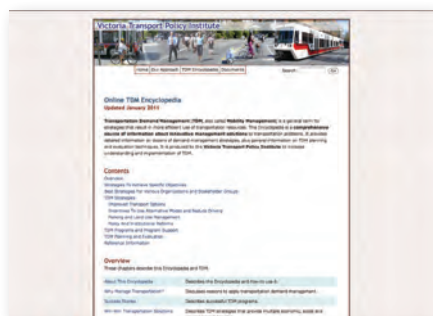 Victoria Transport Policy Institute
Home Our Approach TDM Encyclopedia Documents
Search: Go
Online TDM Encyclopedia
Updated January 2011
Transportation Demand Management (TDM, also called Mobility Management) is a general term for
strategies that result in more efficient use of transportation resources. This Encyclopedia is a comprehensive
source of information about innovative management solutions to transportation problems. It provides
detailed information on dozens of demand management strategies, plus general information on TDM planning
and evaluation techniques. It is produced by the Victoria Transport Policy Institute to increase
understanding and implementation of TDM.
Contents
Overview
Strategies To Achieve Specific Objectives
Best Strategies For Various Organizations and Stakeholder Groups
TDM Strategies
Improved Transport Options
Incentives To Use Alternative Modes and Reduce Driving
Parking and Land Use Management
Policy And Institutional Reforms
TDM Programs and Program Support
TDM Planning and Evaluation
Reference Information
Overview
These chapters describe this Encyclopedia and TDM.
About This Encyclopedia Describes this Encyclopedia and how to use it.
Why Manage Transportation? Discusses reasons to apply transportation demand management.
Success Stories Describes successful TDM programs.
Win-Win Transportation Solutions Describes TDM strategies that provide multiple economic, social and